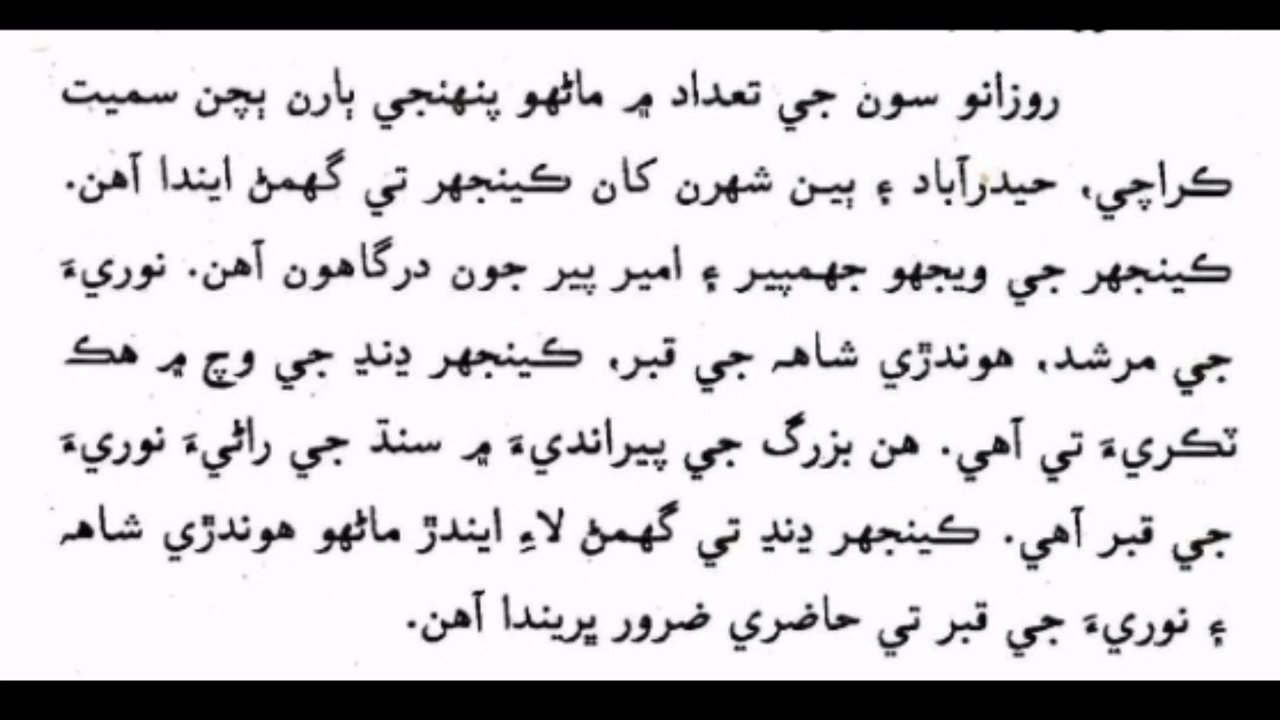 روزانو سون جي تعداد ۾ ماڻهو پنهنجي ٻارن ٻچن سميت
ڪراچي، حيدرآباد ۽ ٻين شهرن کان ڪينجهر تي گهمڻ ايندا آهن.
ڪينجهر جي ويجهو جهمپير ۽ امير پير جون درگاهون آهن. نوريءَ
جي مرشد، هوندڙي شاهه جي قبر، ڪينجهر ڍنڍ جي وچ ۾ هڪ
ٽڪريءَ تي آهي. هن بزرگ جي پيرانديءَ ۾ سنڌ جي راڻيءَ نوريءَ
جي قبر آهي. ڪينجهر ڍنڍ تي گهمڻ لاءِ ايندڙ ماڻهو هوندڙي شاهه
۽ نوريءَ جي قبر تي حاضري ضرور ڀريندا آهن.